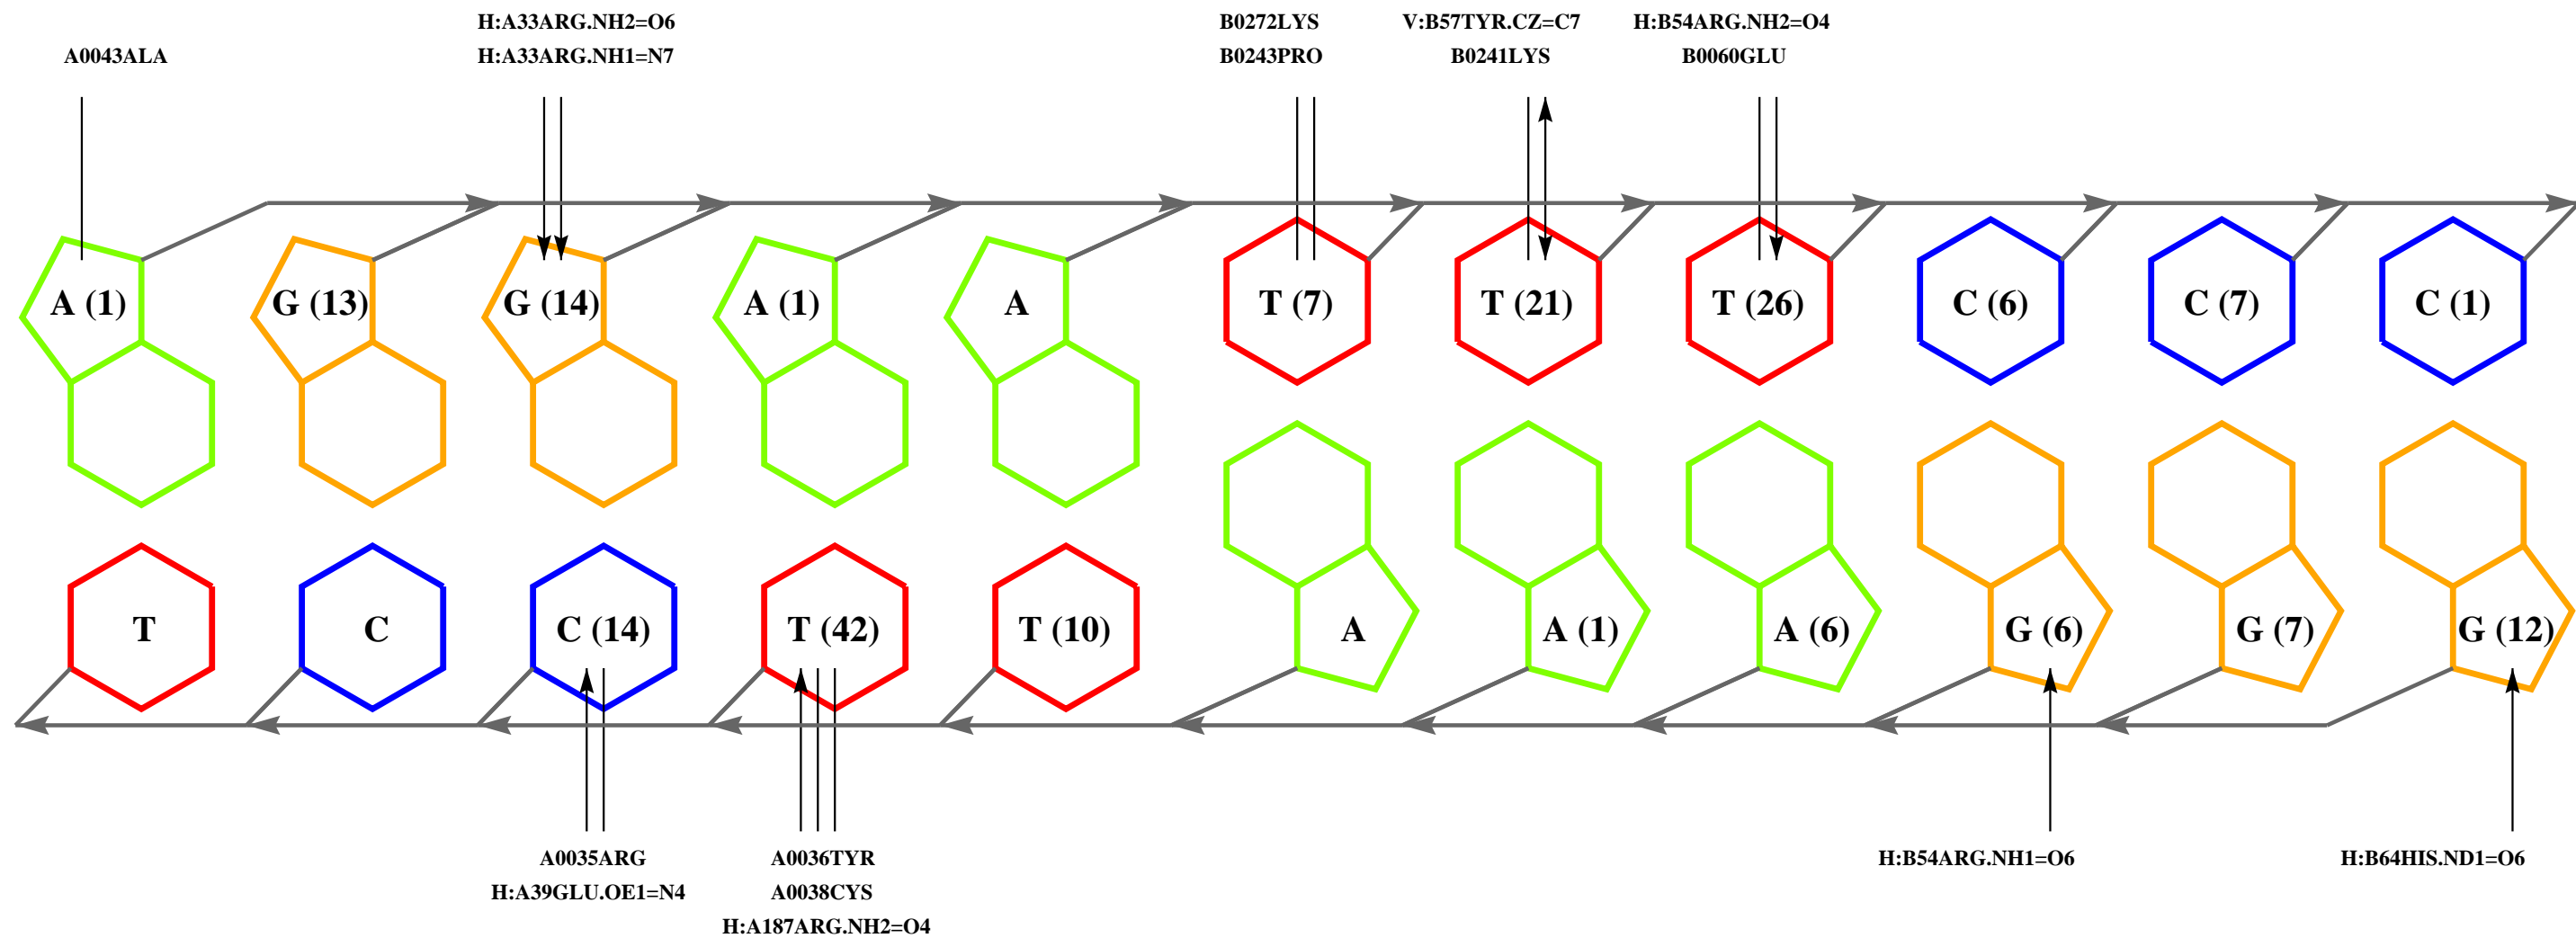 H:A33ARG.NH2=O6
B0272LYS
V:B57TYR.CZ=C7
H:B54ARG.NH2=O4
A0043ALA
H:A33ARG.NH1=N7
B0243PRO
B0241LYS
B0060GLU
A (1)
G (13)
G (14)
A (1)
A
T (7)
T (21)
T (26)
C (6)
C (7)
C (1)
T
C
C (14)
T (42)
T (10)
A
A (1)
A (6)
G (6)
G (7)
G (12)
A0035ARG
A0036TYR
H:B54ARG.NH1=O6
H:B64HIS.ND1=O6
H:A39GLU.OE1=N4
A0038CYS
H:A187ARG.NH2=O4